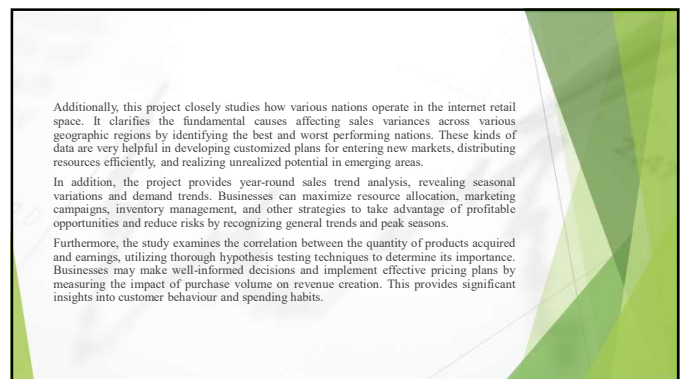 Additionally, this project closely studies how various nations operate in the internet retail
space. It clarifies the fundamental causes affecting sales variances across various
geographic regions by identifying the best and worst performing nations. These kinds of
data are very helpful in developing customized plans for entering new markets, distributing
resources efficiently, and realizing unrealized potential in emerging areas.
In addition, the project provides year-round sales trend analysis, revealing seasonal
variations and demand trends. Businesses can maximize resource allocation, marketing
campaigns, inventory management, and other strategies to take advantage of profitable
opportunities and reduce risks by recognizing general trends and peak seasons.
Furthermore, the study examines the correlation between the quantity of products acquired
and earnings, utilizing thorough hypothesis testing techniques to determine its importance.
Businesses may make well-informed decisions and implement effective pricing plans by
measuring the impact of purchase volume on revenue creation. This provides significant
insights into customer behaviour and spending habits.